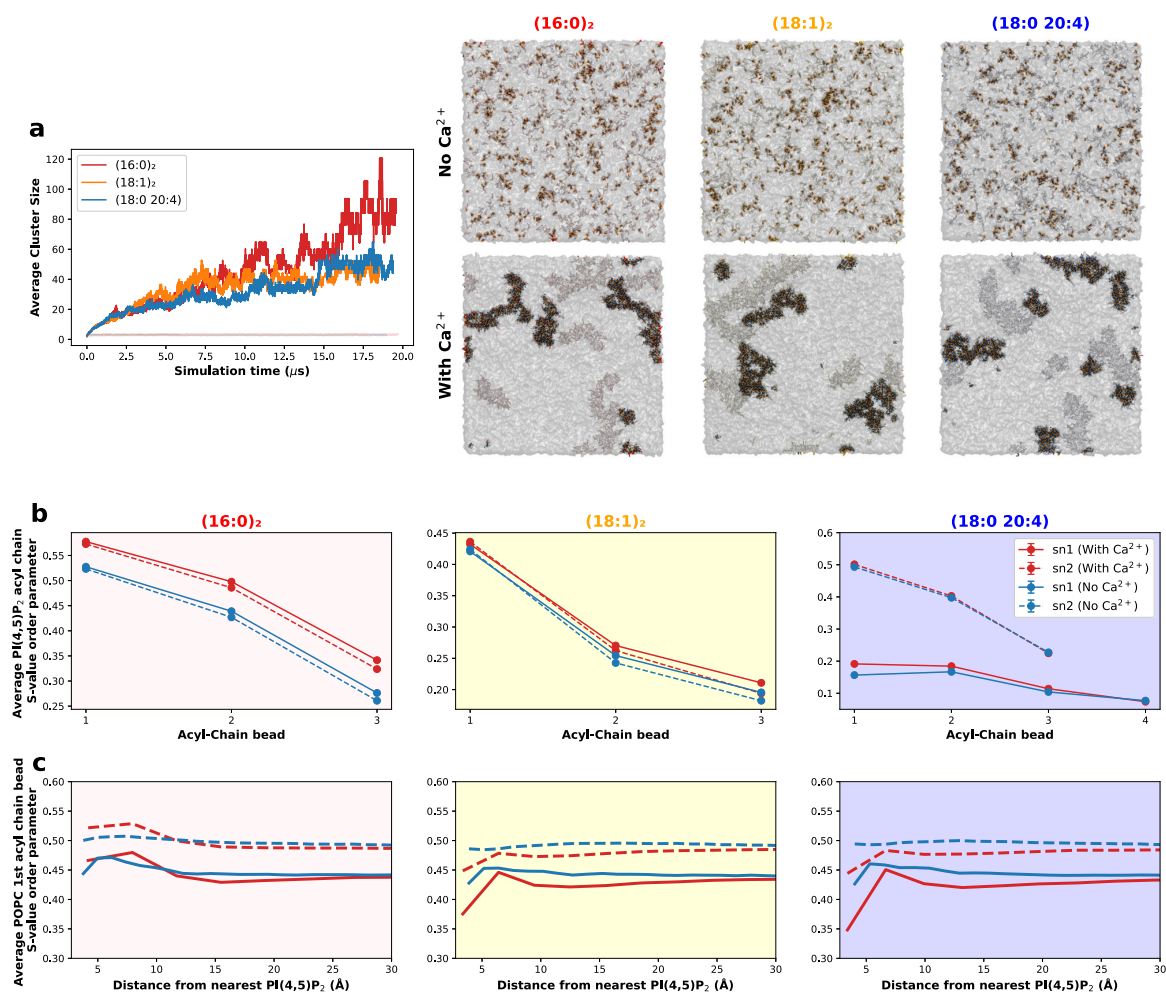 (16:0)₂
(18:1)₂
(18:0 20:4)
a
Average Cluster Size
120
100
80
60
40
20
0
(16:0)₂
(18:1)₂
(18:0 20:4)
0.0 2.5 5.0 7.5 10.0 12.5 15.0 17.5 20.0
Simulation time (μs)
No Ca²⁺
With Ca²⁺
b
(16:0)₂
(18:1)₂
(18:0 20:4)
Average PI(4,5)P₂ acyl chain
S-value order parameter
0.55
0.50
0.45
0.40
0.35
0.30
0.25
1 2 3
Acyl-Chain bead
0.45
0.40
0.35
0.30
0.25
0.20
1 2 3
Acyl-Chain bead
0.6
0.5
0.4
0.3
0.2
0.1
sn1 (With Ca²⁺)
sn2 (With Ca²⁺)
sn1 (No Ca²⁺)
sn2 (No Ca²⁺)
1 2 3 4
Acyl-Chain bead
c
Average POPC 1st acyl chain bead
S-value order parameter
0.60
0.55
0.50
0.45
0.40
0.35
0.30
5 10 15 20 25 30
Distance from nearest PI(4,5)P₂ (Å)
0.60
0.55
0.50
0.45
0.40
0.35
0.30
5 10 15 20 25 30
Distance from nearest PI(4,5)P₂ (Å)
0.60
0.55
0.50
0.45
0.40
0.35
0.30
5 10 15 20 25 30
Distance from nearest PI(4,5)P₂ (Å)